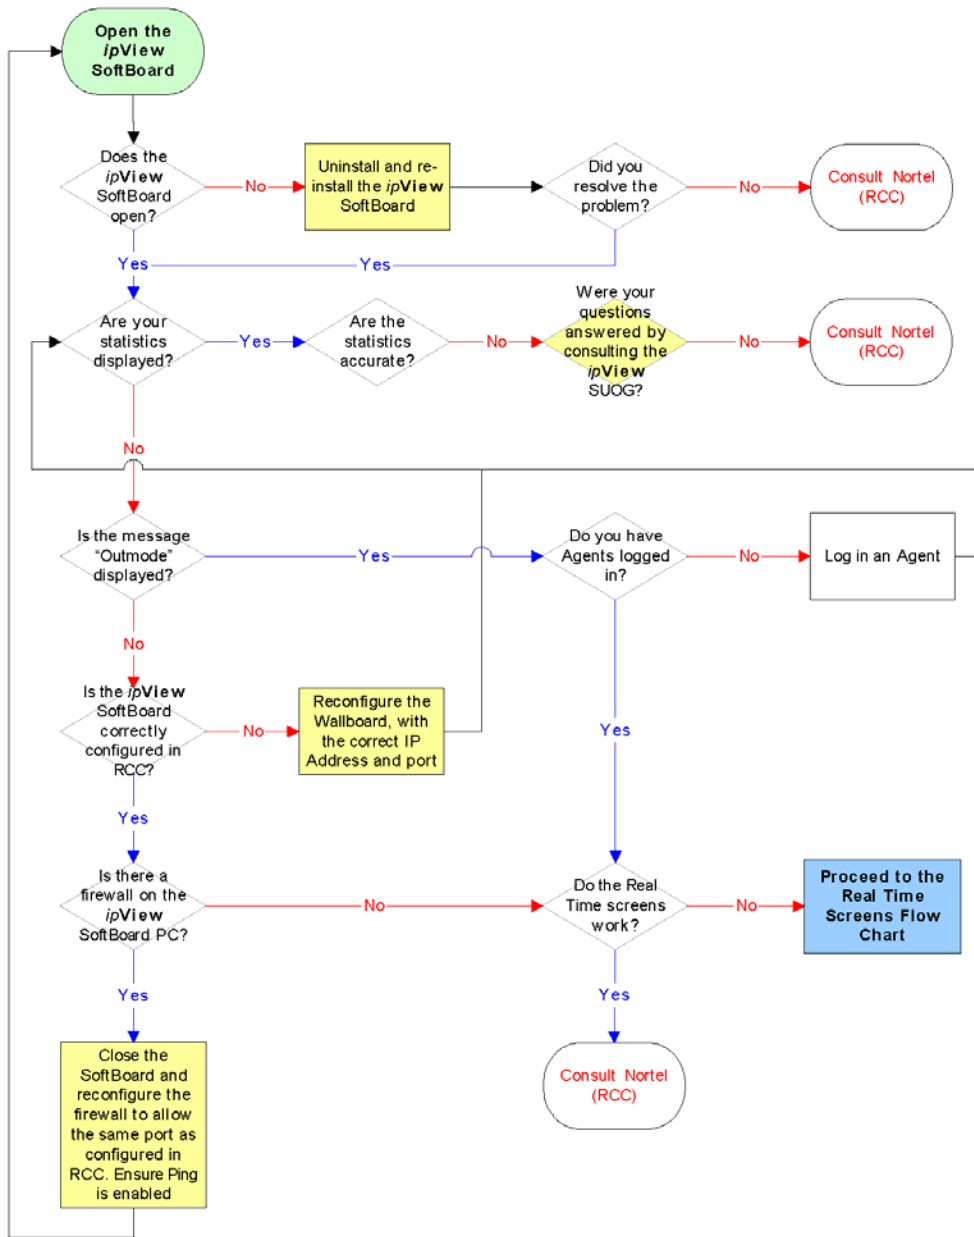 Open the
ipView
SoftBoard
Does the
ipView
SoftBoard
open?
No
Uninstall and re-
install the ipView
SoftBoard
Did you
resolve the
problem?
No
Consult Nortel
(RCC)
Yes
Yes
Are your
statistics
displayed?
Yes
Are the
statistics
accurate?
No
Were your
questions
answered by
consulting the
ipView
SUOG?
No
Consult Nortel
(RCC)
No
Is the message
“Outmode”
displayed?
Yes
Do you have
Agents logged
in?
No
Log in an Agent
No
Is the ipView
SoftBoard
correctly
configured in
RCC?
No
Reconfigure the
Wallboard, with
the correct IP
Address and port
Yes
Yes
Is there a
firewall on the
ipView
SoftBoard PC?
No
Do the Real
Time screens
work?
No
Proceed to the
Real Time
Screens Flow
Chart
Yes
Yes
Close the
SoftBoard and
reconfigure the
firewall to allow
the same port as
configured in
RCC. Ensure Ping
is enabled
Consult Nortel
(RCC)